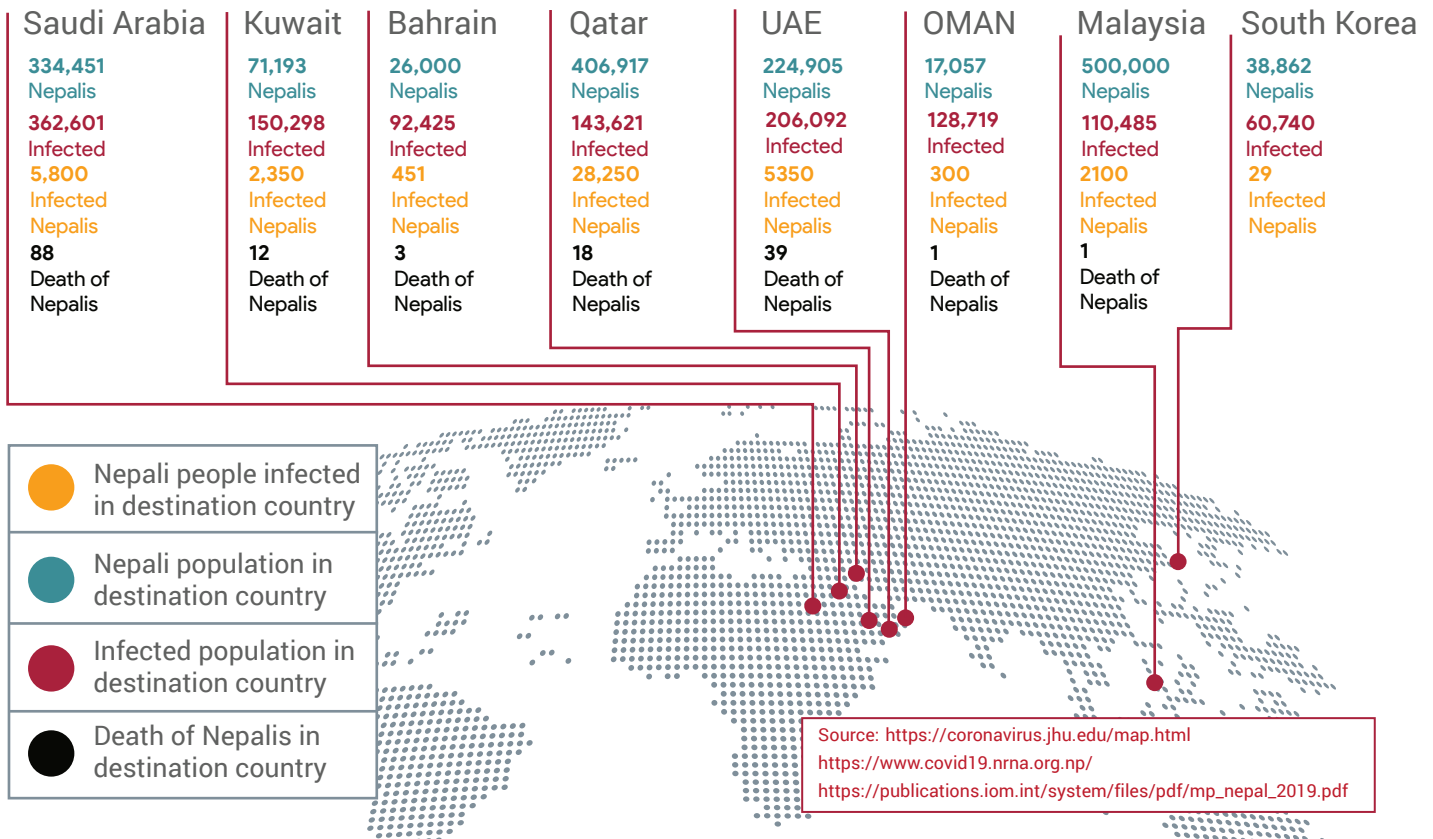 Saudi Arabia
334,451
Nepalis
362,601
Infected
5,800
Infected
Nepalis
88
Death of
Nepalis
Kuwait
71,193
Nepalis
150,298
Infected
2,350
Infected
Nepalis
12
Death of
Nepalis
Bahrain
26,000
Nepalis
92,425
Infected
451
Infected
Nepalis
3
Death of
Nepalis
Qatar
406,917
Nepalis
143,621
Infected
28,250
Infected
Nepalis
18
Death of
Nepalis
UAE
224,905
Nepalis
206,092
Infected
5350
Infected
Nepalis
39
Death of
Nepalis
OMAN
17,057
Nepalis
128,719
Infected
300
Infected
Nepalis
1
Death of
Nepalis
Malaysia
500,000
Nepalis
110,485
Infected
2100
Infected
Nepalis
1
Death of
Nepalis
South Korea
38,862
Nepalis
60,740
Infected
29
Infected
Nepalis
Nepali people infected
in destination country
Nepali population in
destination country
Infected population in
destination country
Death of Nepalis in
destination country
Source: https://coronavirus.jhu.edu/map.html
https://www.covid19.nrna.org.np/
https://publications.iom.int/system/files/pdf/mp_nepal_2019.pdf